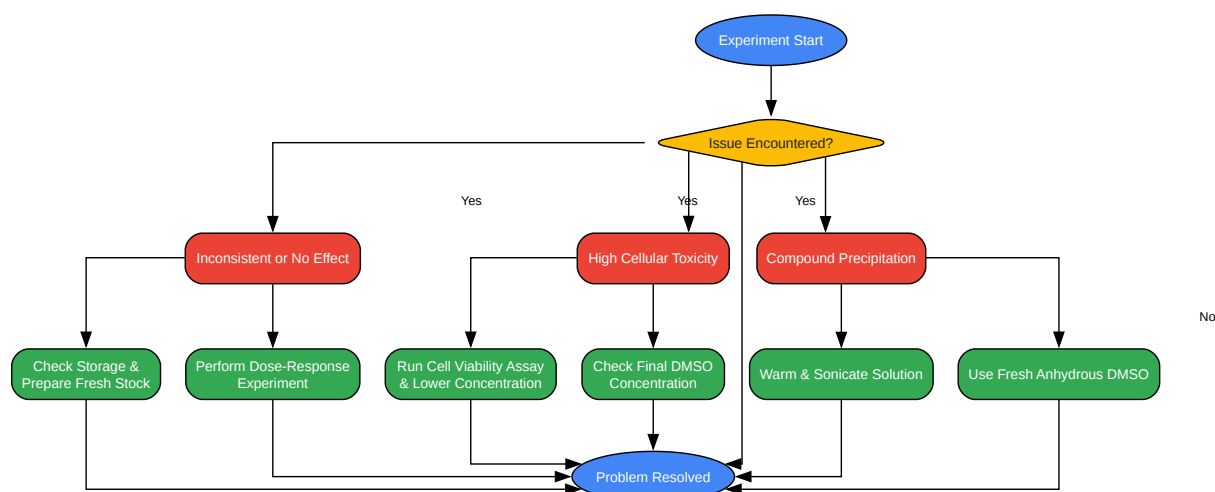 Experiment Start
Issue Encountered?
Yes
Yes
Yes
Inconsistent or No Effect
High Cellular Toxicity
Compound Precipitation
No
Check Storage &
Prepare Fresh Stock
Perform Dose-Response
Experiment
Run Cell Viability Assay
& Lower Concentration
Check Final DMSO
Concentration
Warm & Sonicate Solution
Use Fresh Anhydrous DMSO
Problem Resolved